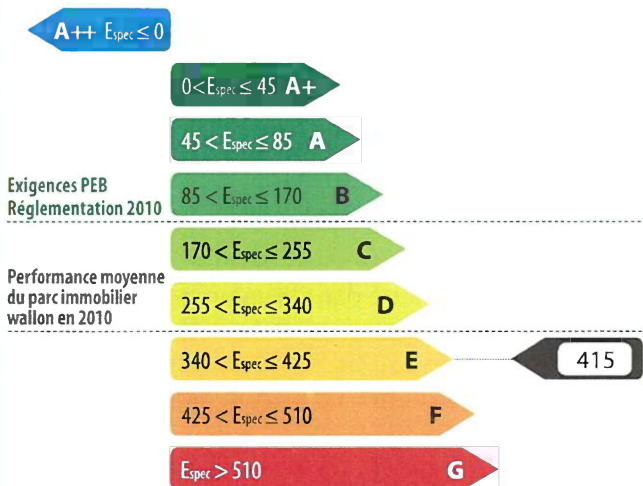 A++ Espec ≤ 0
0 < Espec ≤ 45 A+
45 < Espec ≤ 85 A
Exigences PEB
Réglementation 2010
85 < Espec ≤ 170 B
170 < Espec ≤ 255 C
Performance moyenne
du parc immobilier
wallon en 2010
255 < Espec ≤ 340 D
340 < Espec ≤ 425 E
415
425 < Espec ≤ 510 F
Espec > 510 G